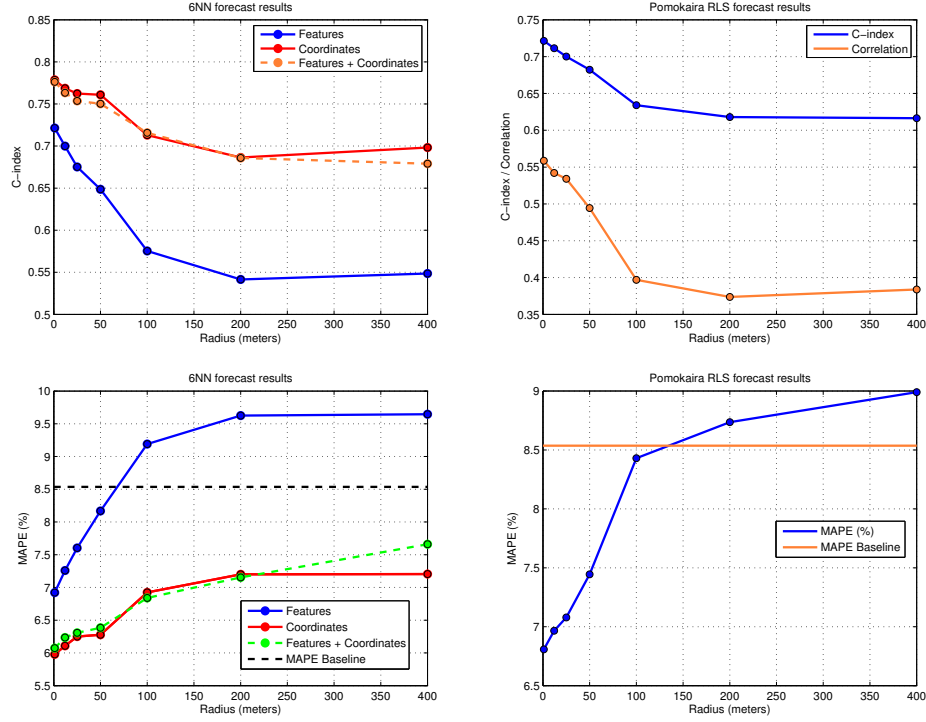 6NN forecast results
0.85
0.8
0.75
0.7
0.65
0.6
0.55
0.5
C−index
Features
Coordinates
Features + Coordinates
0 50 100 150 200 250 300 350 400
Radius (meters)
Pomokaira RLS forecast results
0.75
0.7
0.65
0.6
0.55
0.5
0.45
0.4
0.35
C−index / Correlation
C−index
Correlation
0 50 100 150 200 250 300 350 400
Radius (meters)
6NN forecast results
10
9.5
9
8.5
8
7.5
7
6.5
6
5.5
MAPE (%)
Features
Coordinates
Features + Coordinates
MAPE Baseline
0 50 100 150 200 250 300 350 400
Radius (meters)
Pomokaira RLS forecast results
9
8.5
8
7.5
7
6.5
MAPE (%)
MAPE (%)
MAPE Baseline
0 50 100 150 200 250 300 350 400
Radius (meters)